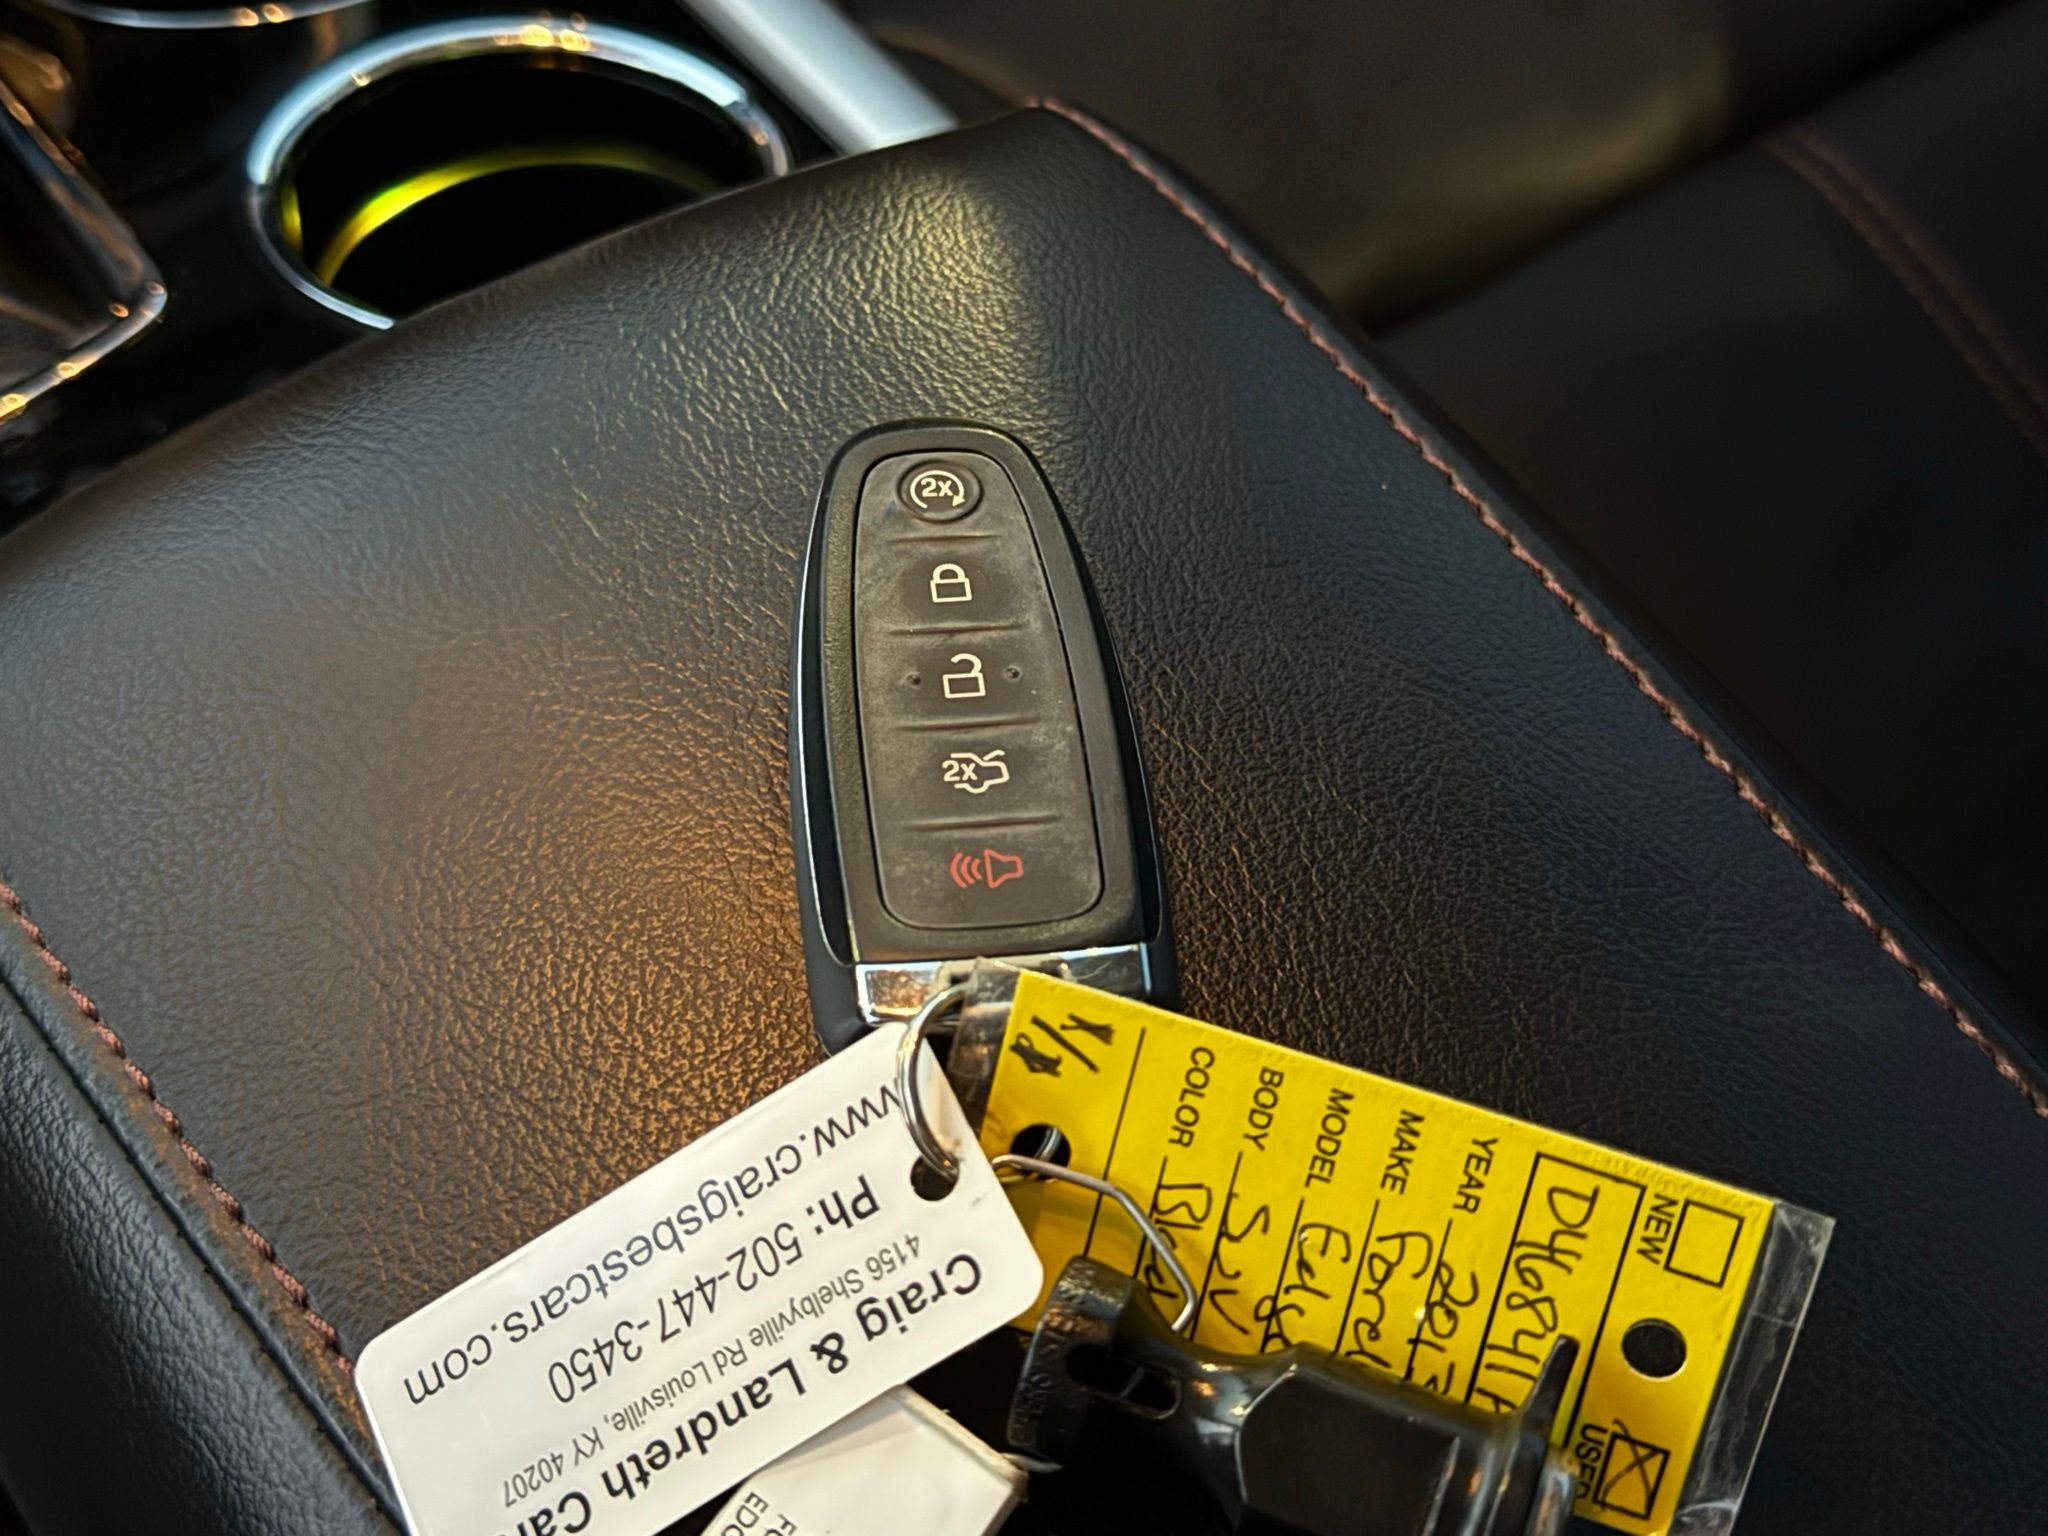 2x
2x
Craig & Landreth Car
4156 Shelbyville Rd Louisville, KY 40207
Ph: 502-447-3450
www.craigsbestcars.com
NEW
USED
YEAR 2013
MAKE Ford
MODEL
BODY SUV
COLOR